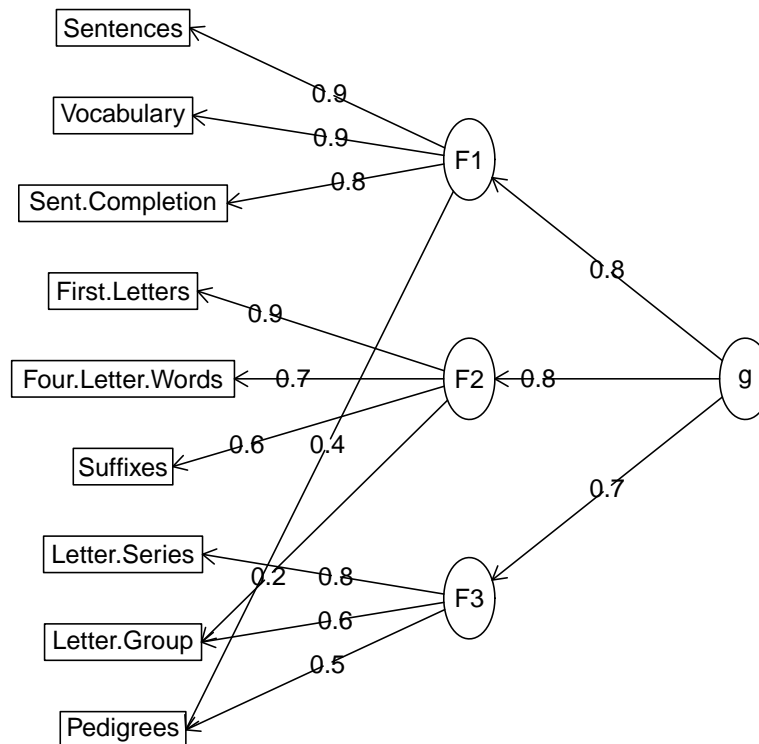 Sentences
0.9
Vocabulary
0.9
F1
0.8
Sent.Completion
0.8
First.Letters
0.9
Four.Letter.Words
0.7
F2
0.8
g
Suffixes
0.6
0.4
0.7
Letter.Series
0.2
0.8
F3
Letter.Group
0.6
0.5
Pedigrees